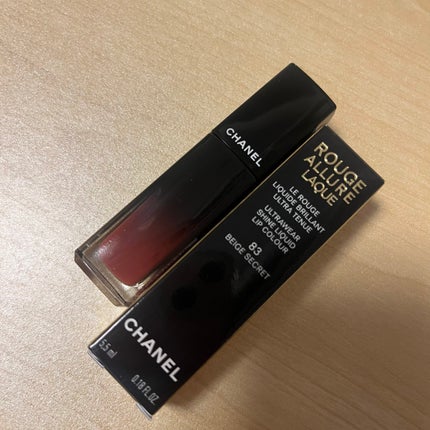 CHANEL
ROUGE
ALLURE
LAQUE
LE ROUGE
LIQUIDE BRILLANT
ULTRA TENUE
ULTRAWEAR
SHINE LIQUID
LIP COLOUR
83
BEIGE SECRET
CHANEL
5,5 ml
0.18 FL.OZ.